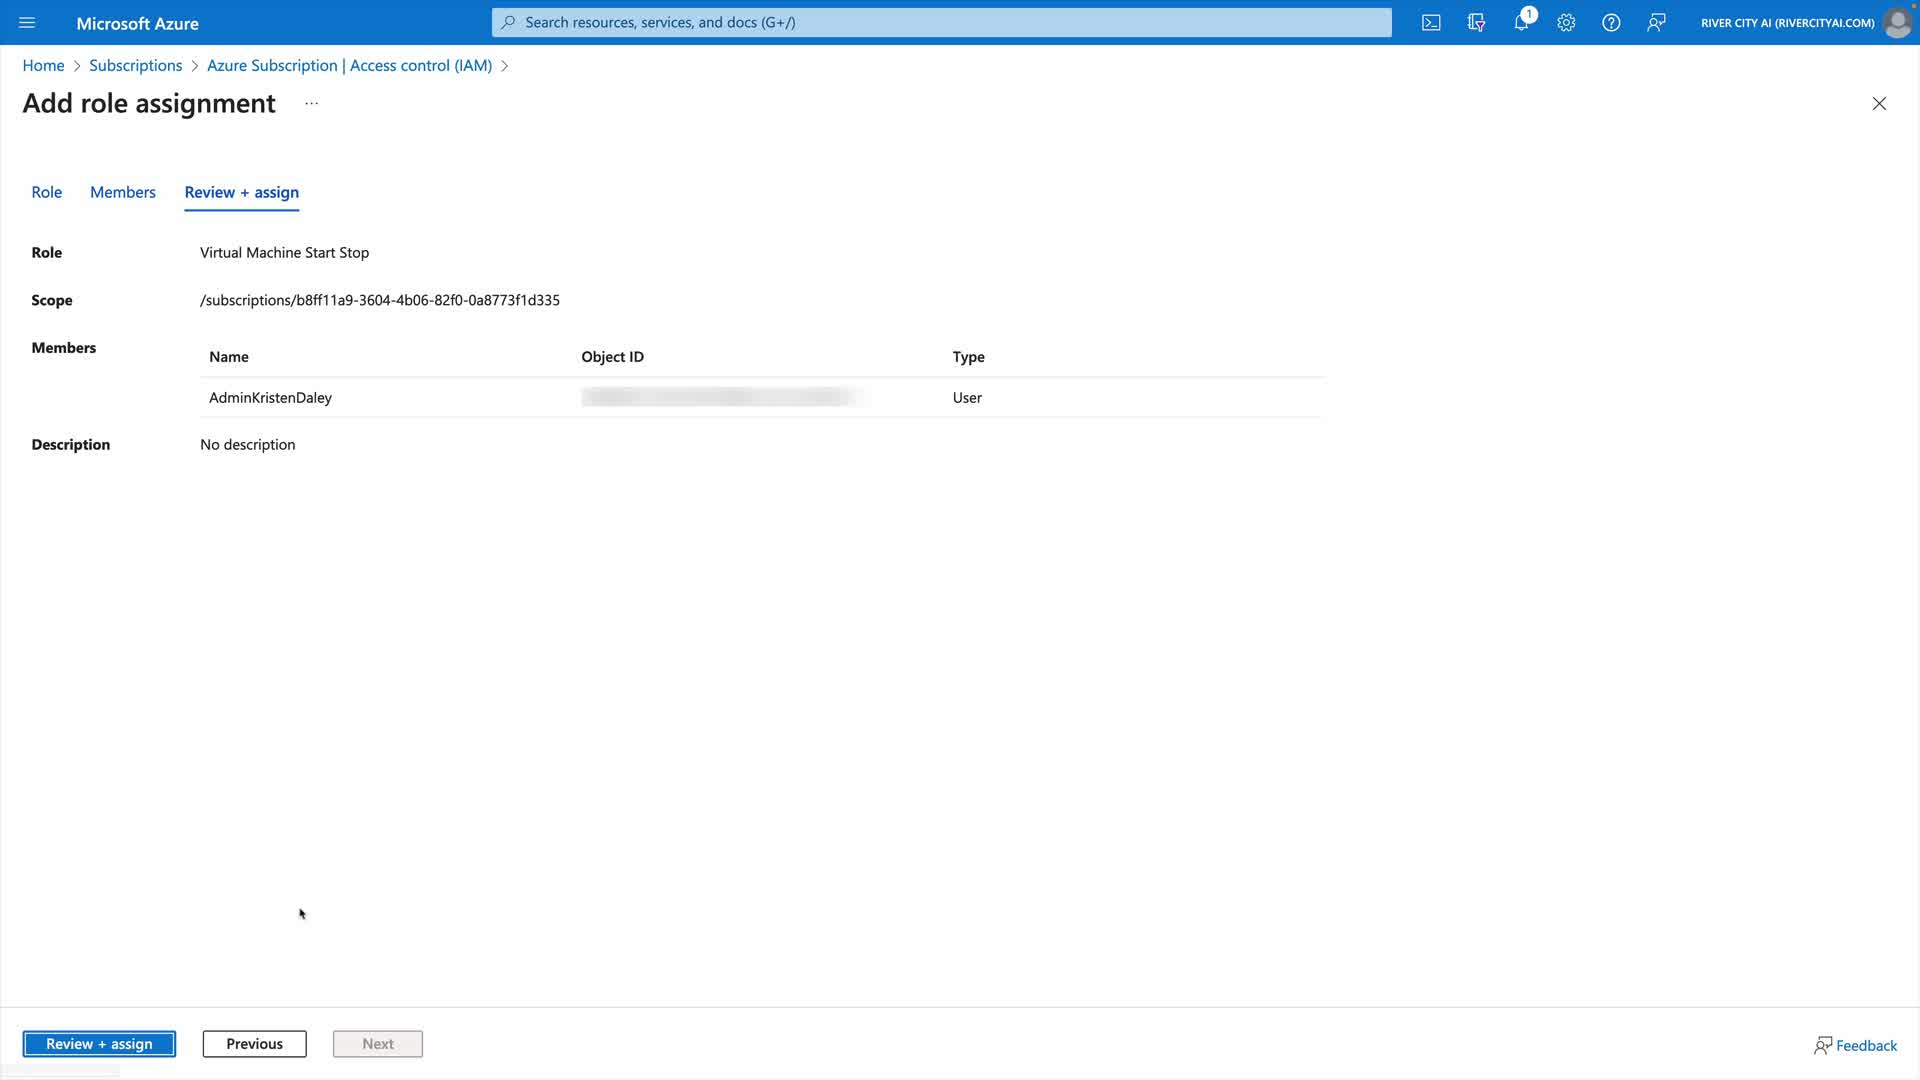 Microsoft Azure
Search resources, services, and docs (G+/)
1
RIVER CITY AI (RIVERCITYAI.COM)
Home > Subscriptions > Azure Subscription | Access control (IAM) >
Add role assignment ...
Role Members Review + assign
Role Virtual Machine Start Stop
Scope /subscriptions/b8ff11a9-3604-4b06-82f0-0a8773f1d335
Members
Name Object ID Type
AdminKristenDaley User
Description No description
Review + assign Previous Next
Feedback